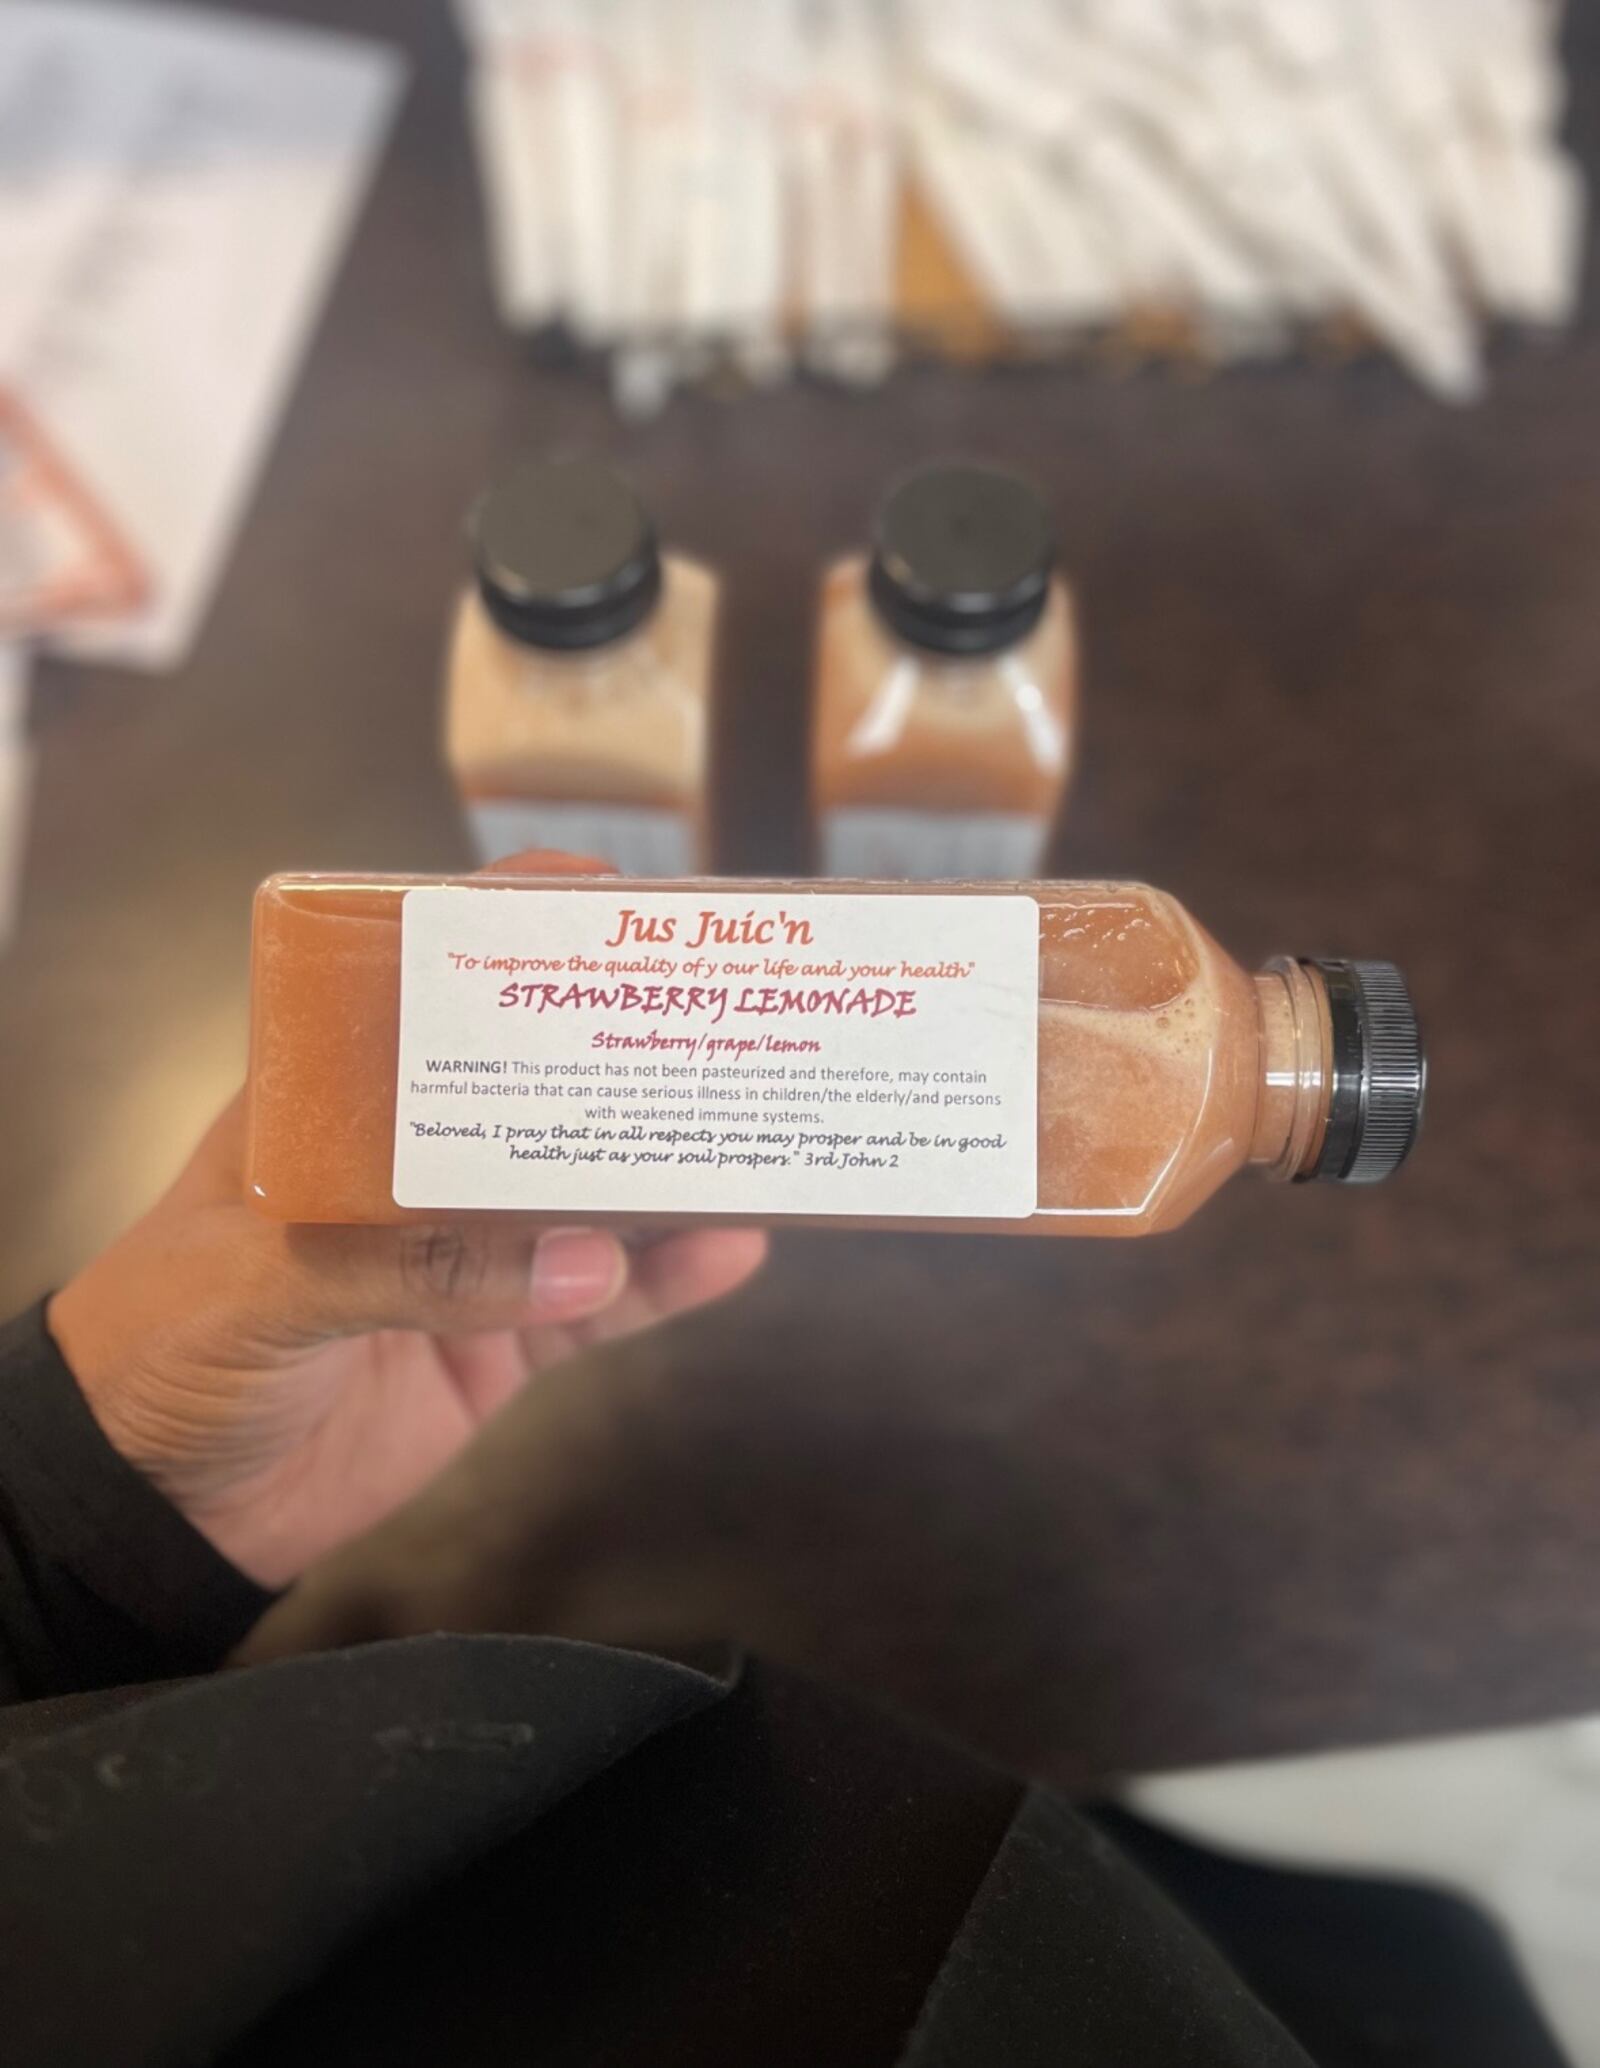 Jus Juic'n
"To improve the quality of y our life and your health"
STRAWBERRY LEMONADE
Strawberry/grape/lemon
WARNING! This product has not been pasteurized and therefore, may contain
harmful bacteria that can cause serious illness in children/the elderly/and persons
with weakened immune systems.
"Beloved, I pray that in all respects you may prosper and be in good
health just as your soul prospers." 3rd John 2